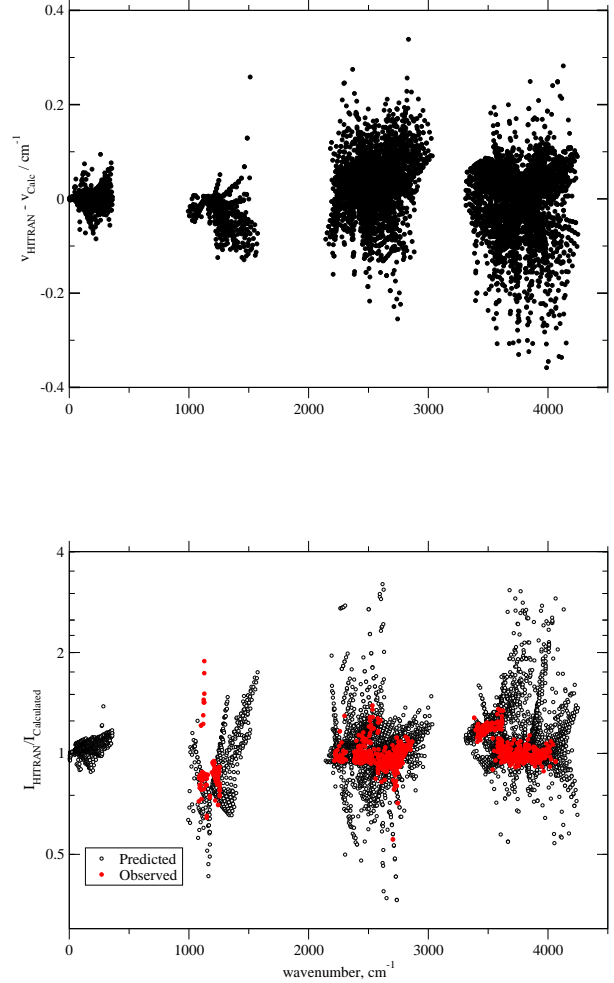 0.4
0.2
0
-0.2
-0.4
ν_HITRAN - ν_Calc / cm^-1
0 1000 2000 3000 4000
4
2
1
0.5
I_HITRAN/I_Calculated
Predicted
Observed
0 1000 2000 3000 4000
wavenumber, cm^-1